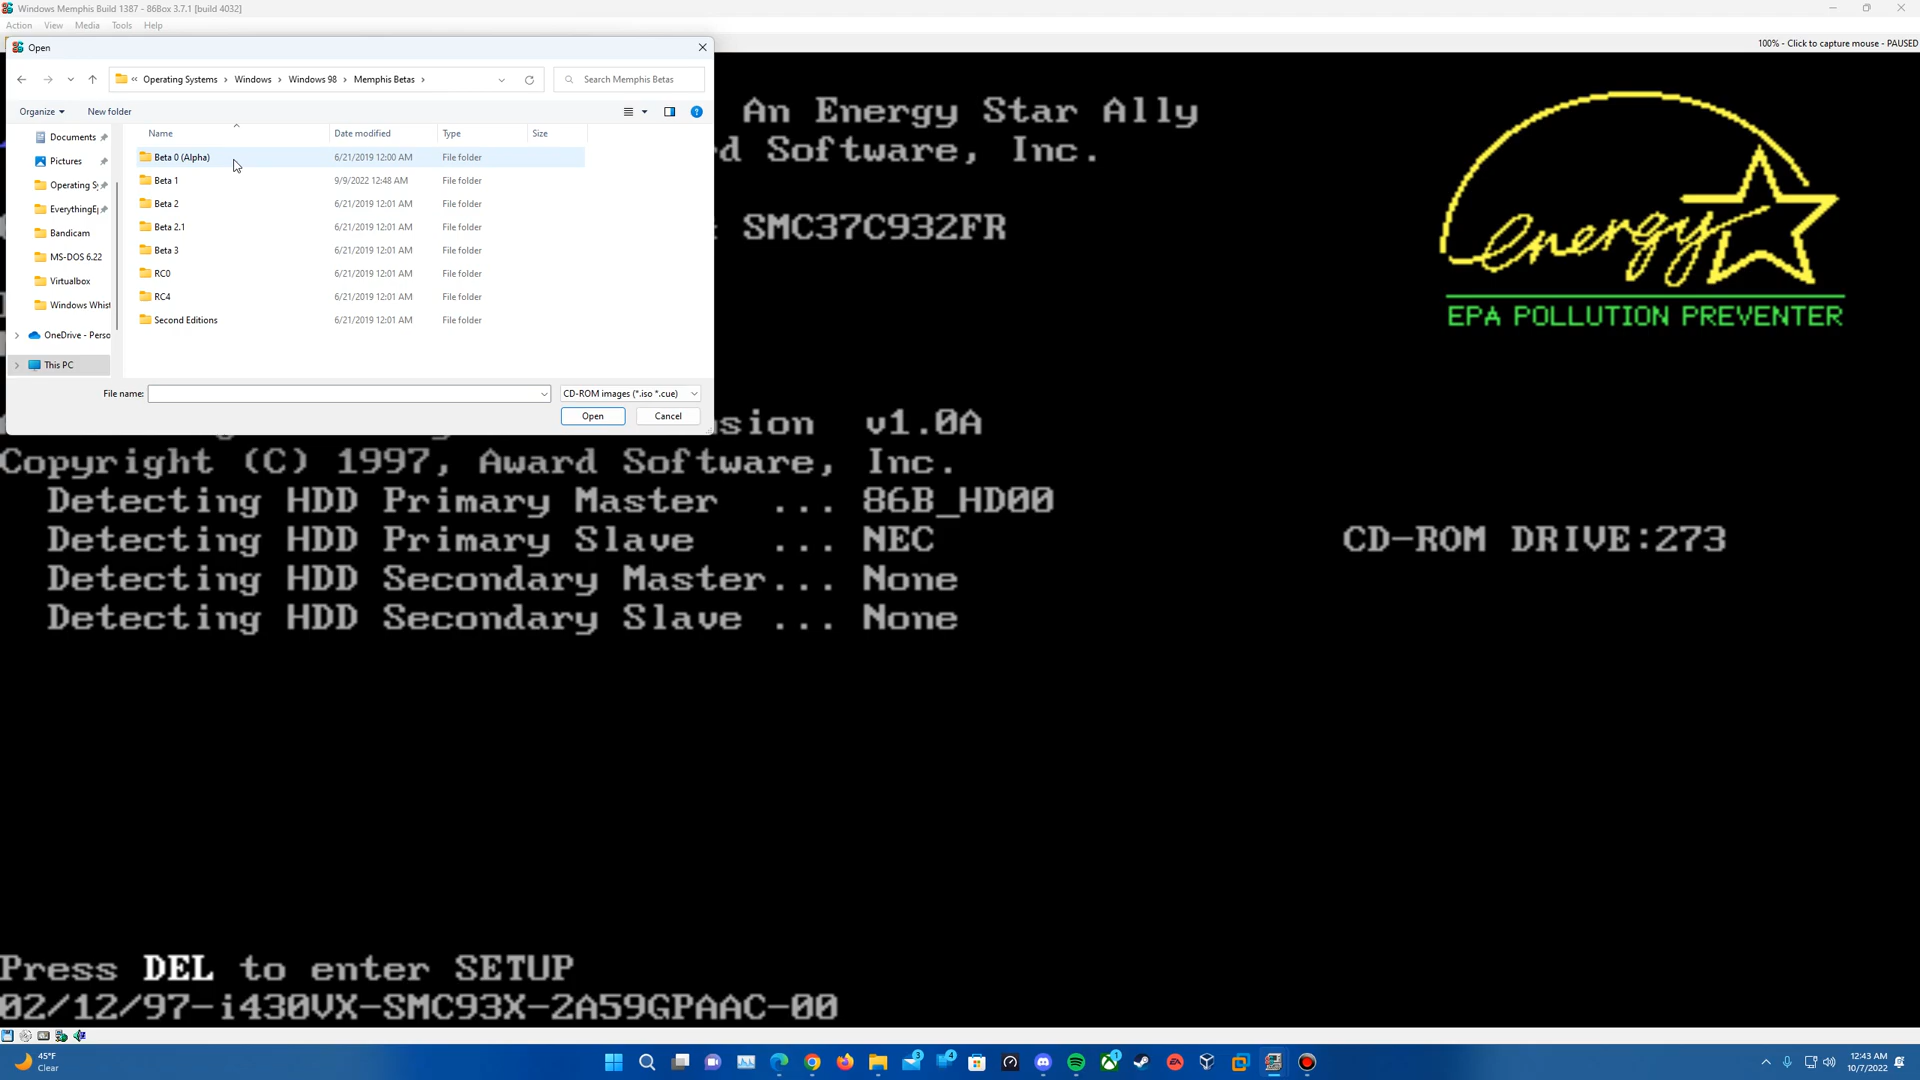 Windows Memphis Build 1387 - 86Box 3.7.1 [build 4032]
Action View Media Tools Help
100% - Click to capture mouse - PAUSED
Open
« Operating Systems > Windows > Windows 98 > Memphis Betas >
Search Memphis Betas
Organize
New folder
Name Date modified Type Size
Documents
Pictures
Operating Sy
EverythingE
Bandicam
MS-DOS 6.22
Virtualbox
Windows Whist
OneDrive - Perso
This PC
Beta 0 (Alpha) 6/21/2019 12:00 AM File folder
Beta 1 9/9/2022 12:48 AM File folder
Beta 2 6/21/2019 12:01 AM File folder
Beta 2.1 6/21/2019 12:01 AM File folder
Beta 3 6/21/2019 12:01 AM File folder
RC0 6/21/2019 12:01 AM File folder
RC4 6/21/2019 12:01 AM File folder
Second Editions 6/21/2019 12:01 AM File folder
File name:
CD-ROM images (*.iso *.cue)
Open Cancel
An Energy Star Ally
d Software, Inc.
SMC37C932FR
energy
EPA POLLUTION PREVENTER
sion v1.0A
Copyright (C) 1997, Award Software, Inc.
Detecting HDD Primary Master ... 86B_HD00
Detecting HDD Primary Slave ... NEC CD-ROM DRIVE:273
Detecting HDD Secondary Master... None
Detecting HDD Secondary Slave ... None
Press DEL to enter SETUP
02/12/97-i430VX-SMC93X-2A59GPAAC-00
45°F
Clear
3
4
1
12:43 AM
10/7/2022